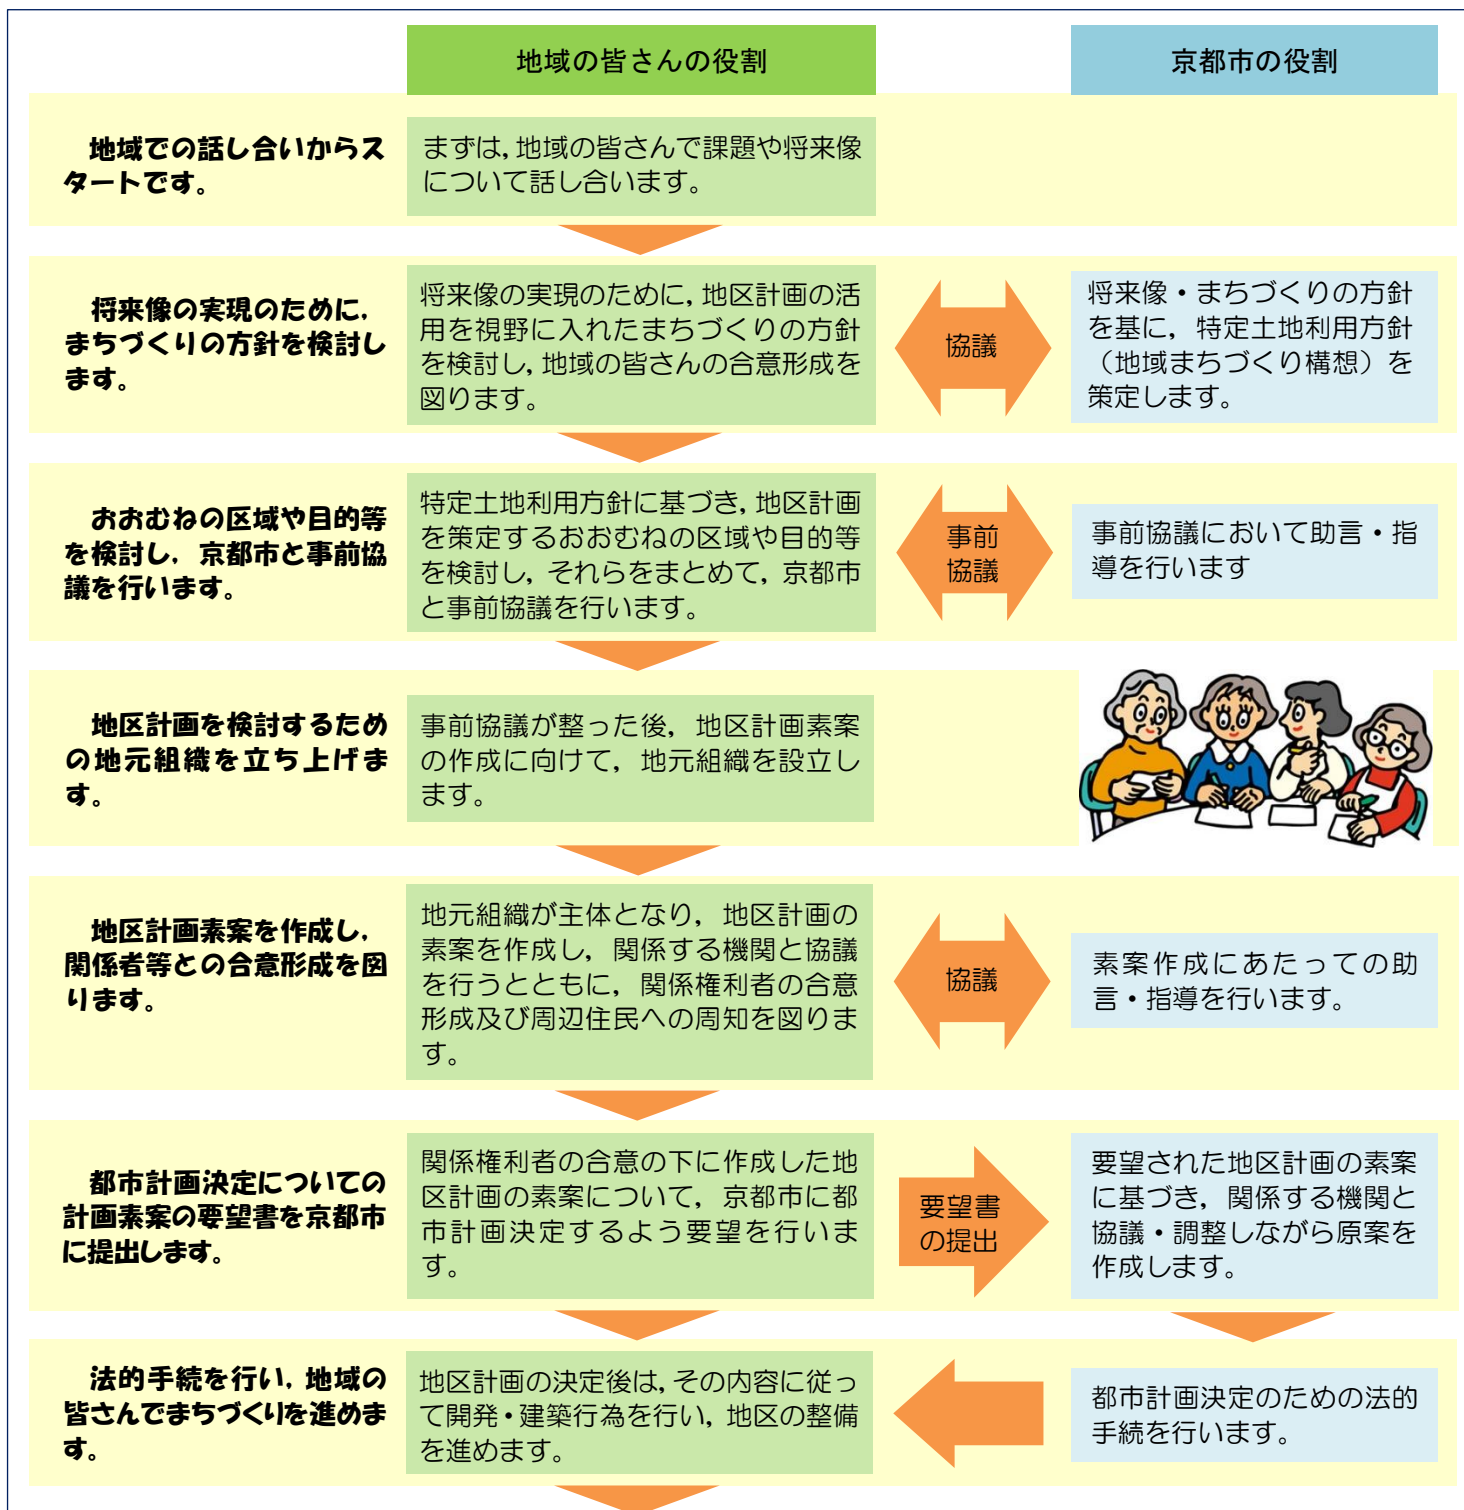 地域の皆さんの役割
京都市の役割
地域での話し合いからス
タートです。
まずは，地域の皆さんで課題や将来像
について話し合います。
将来像の実現のために，
まちづくりの方針を検討し
ます。
将来像の実現のために，地区計画の活
用を視野に入れたまちづくりの方針
を検討し，地域の皆さんの合意形成を
図ります。
協議
将来像・まちづくりの方針
を基に，特定土地利用方針
（地域まちづくり構想）を
策定します。
おおむねの区域や目的等
を検討し，京都市と事前協
議を行います。
特定土地利用方針に基づき，地区計画
を策定するおおむねの区域や目的等
を検討し，それらをまとめて，京都市
と事前協議を行います。
事前
協議
事前協議において助言・指
導を行います
地区計画を検討するため
の地元組織を立ち上げま
す。
事前協議が整った後，地区計画素案
の作成に向けて，地元組織を設立し
ます。
地区計画素案を作成し，
関係者等との合意形成を図
ります。
地元組織が主体となり，地区計画の
素案を作成し，関係する機関と協議
を行うとともに，関係権利者の合意
形成及び周辺住民への周知を図りま
す。
協議
素案作成にあたっての助
言・指導を行います。
都市計画決定についての
計画素案の要望書を京都市
に提出します。
関係権利者の合意の下に作成した地
区計画の素案について，京都市に都
市計画決定するよう要望を行いま
す。
要望書
の提出
要望された地区計画の素案
に基づき，関係する機関と
協議・調整しながら原案を
作成します。
法的手続を行い，地域の
皆さんでまちづくりを進めま
す。
地区計画の決定後は，その内容に従っ
て開発・建築行為を行い，地区の整備
を進めます。
都市計画決定のための法的
手続を行います。